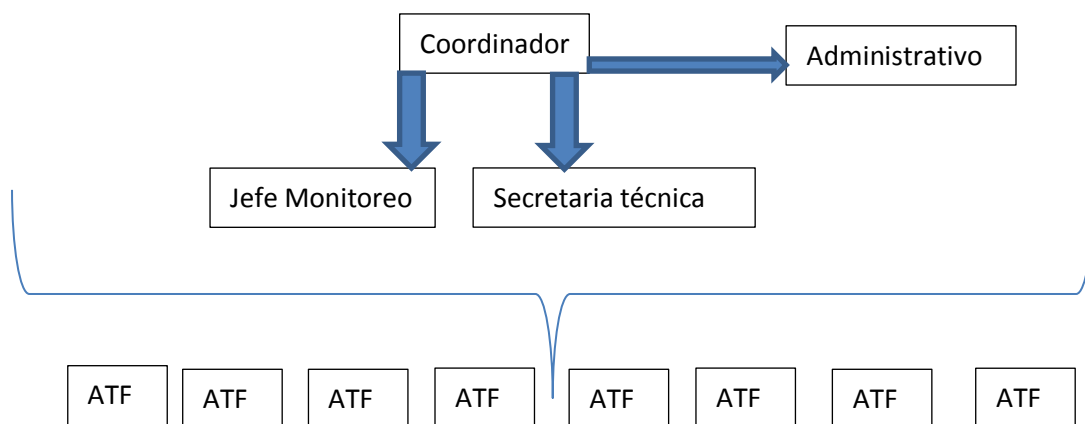 Coordinador
Administrativo
Jefe Monitoreo
Secretaria técnica
ATF
ATF
ATF
ATF
ATF
ATF
ATF
ATF